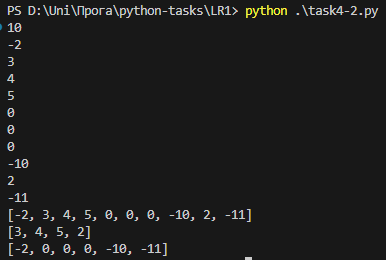 PS D:\Uni\Прога\python-tasks\LR1> python .\task4-2.py
10
-2
3
4
5
0
0
0
-10
2
-11
[-2, 3, 4, 5, 0, 0, 0, -10, 2, -11]
[3, 4, 5, 2]
[-2, 0, 0, 0, -10, -11]